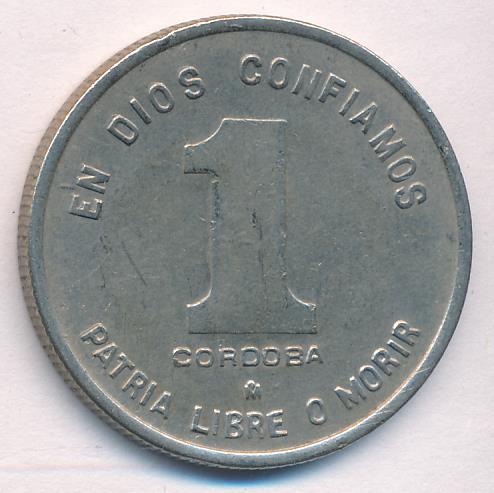 EN DIOS CONFIAMOS
1
CORDOBA
M
PATRIA LIBRE O MORIR